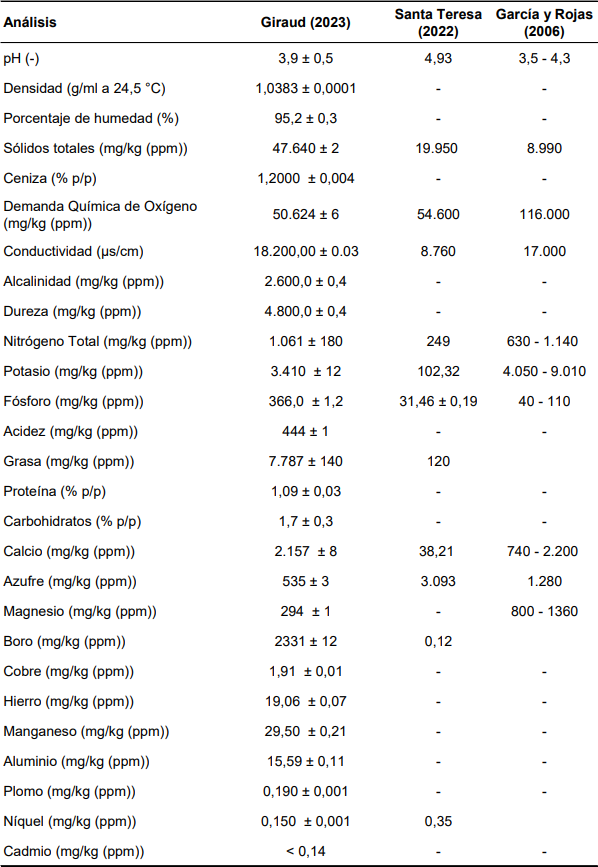 Análisis Giraud (2023) Santa Teresa (2022) García y Rojas (2006)
pH (-) 3,9 ± 0,5 4,93 3,5 - 4,3
Densidad (g/ml a 24,5 °C) 1,0383 ± 0,0001 - -
Porcentaje de humedad (%) 95,2 ± 0,3 - -
Sólidos totales (mg/kg (ppm)) 47.640 ± 2 19.950 8.990
Ceniza (% p/p) 1,2000 ± 0,004 - -
Demanda Química de Oxígeno (mg/kg (ppm)) 50.624 ± 6 54.600 116.000
Conductividad (µs/cm) 18.200,00 ± 0.03 8.760 17.000
Alcalinidad (mg/kg (ppm)) 2.600,0 ± 0,4 - -
Dureza (mg/kg (ppm)) 4.800,0 ± 0,4 - -
Nitrógeno Total (mg/kg (ppm)) 1.061 ± 180 249 630 - 1.140
Potasio (mg/kg (ppm)) 3.410 ± 12 102,32 4.050 - 9.010
Fósforo (mg/kg (ppm)) 366,0 ± 1,2 31,46 ± 0,19 40 - 110
Acidez (mg/kg (ppm)) 444 ± 1 - -
Grasa (mg/kg (ppm)) 7.787 ± 140 120
Proteína (% p/p) 1,09 ± 0,03 - -
Carbohidratos (% p/p) 1,7 ± 0,3 - -
Calcio (mg/kg (ppm)) 2.157 ± 8 38,21 740 - 2.200
Azufre (mg/kg (ppm)) 535 ± 3 3.093 1.280
Magnesio (mg/kg (ppm)) 294 ± 1 - 800 - 1360
Boro (mg/kg (ppm)) 2331 ± 12 0,12
Cobre (mg/kg (ppm)) 1,91 ± 0,01 - -
Hierro (mg/kg (ppm)) 19,06 ± 0,07 - -
Manganeso (mg/kg (ppm)) 29,50 ± 0,21 - -
Aluminio (mg/kg (ppm)) 15,59 ± 0,11 - -
Plomo (mg/kg (ppm)) 0,190 ± 0,001 - -
Níquel (mg/kg (ppm)) 0,150 ± 0,001 0,35
Cadmio (mg/kg (ppm)) < 0,14 - -